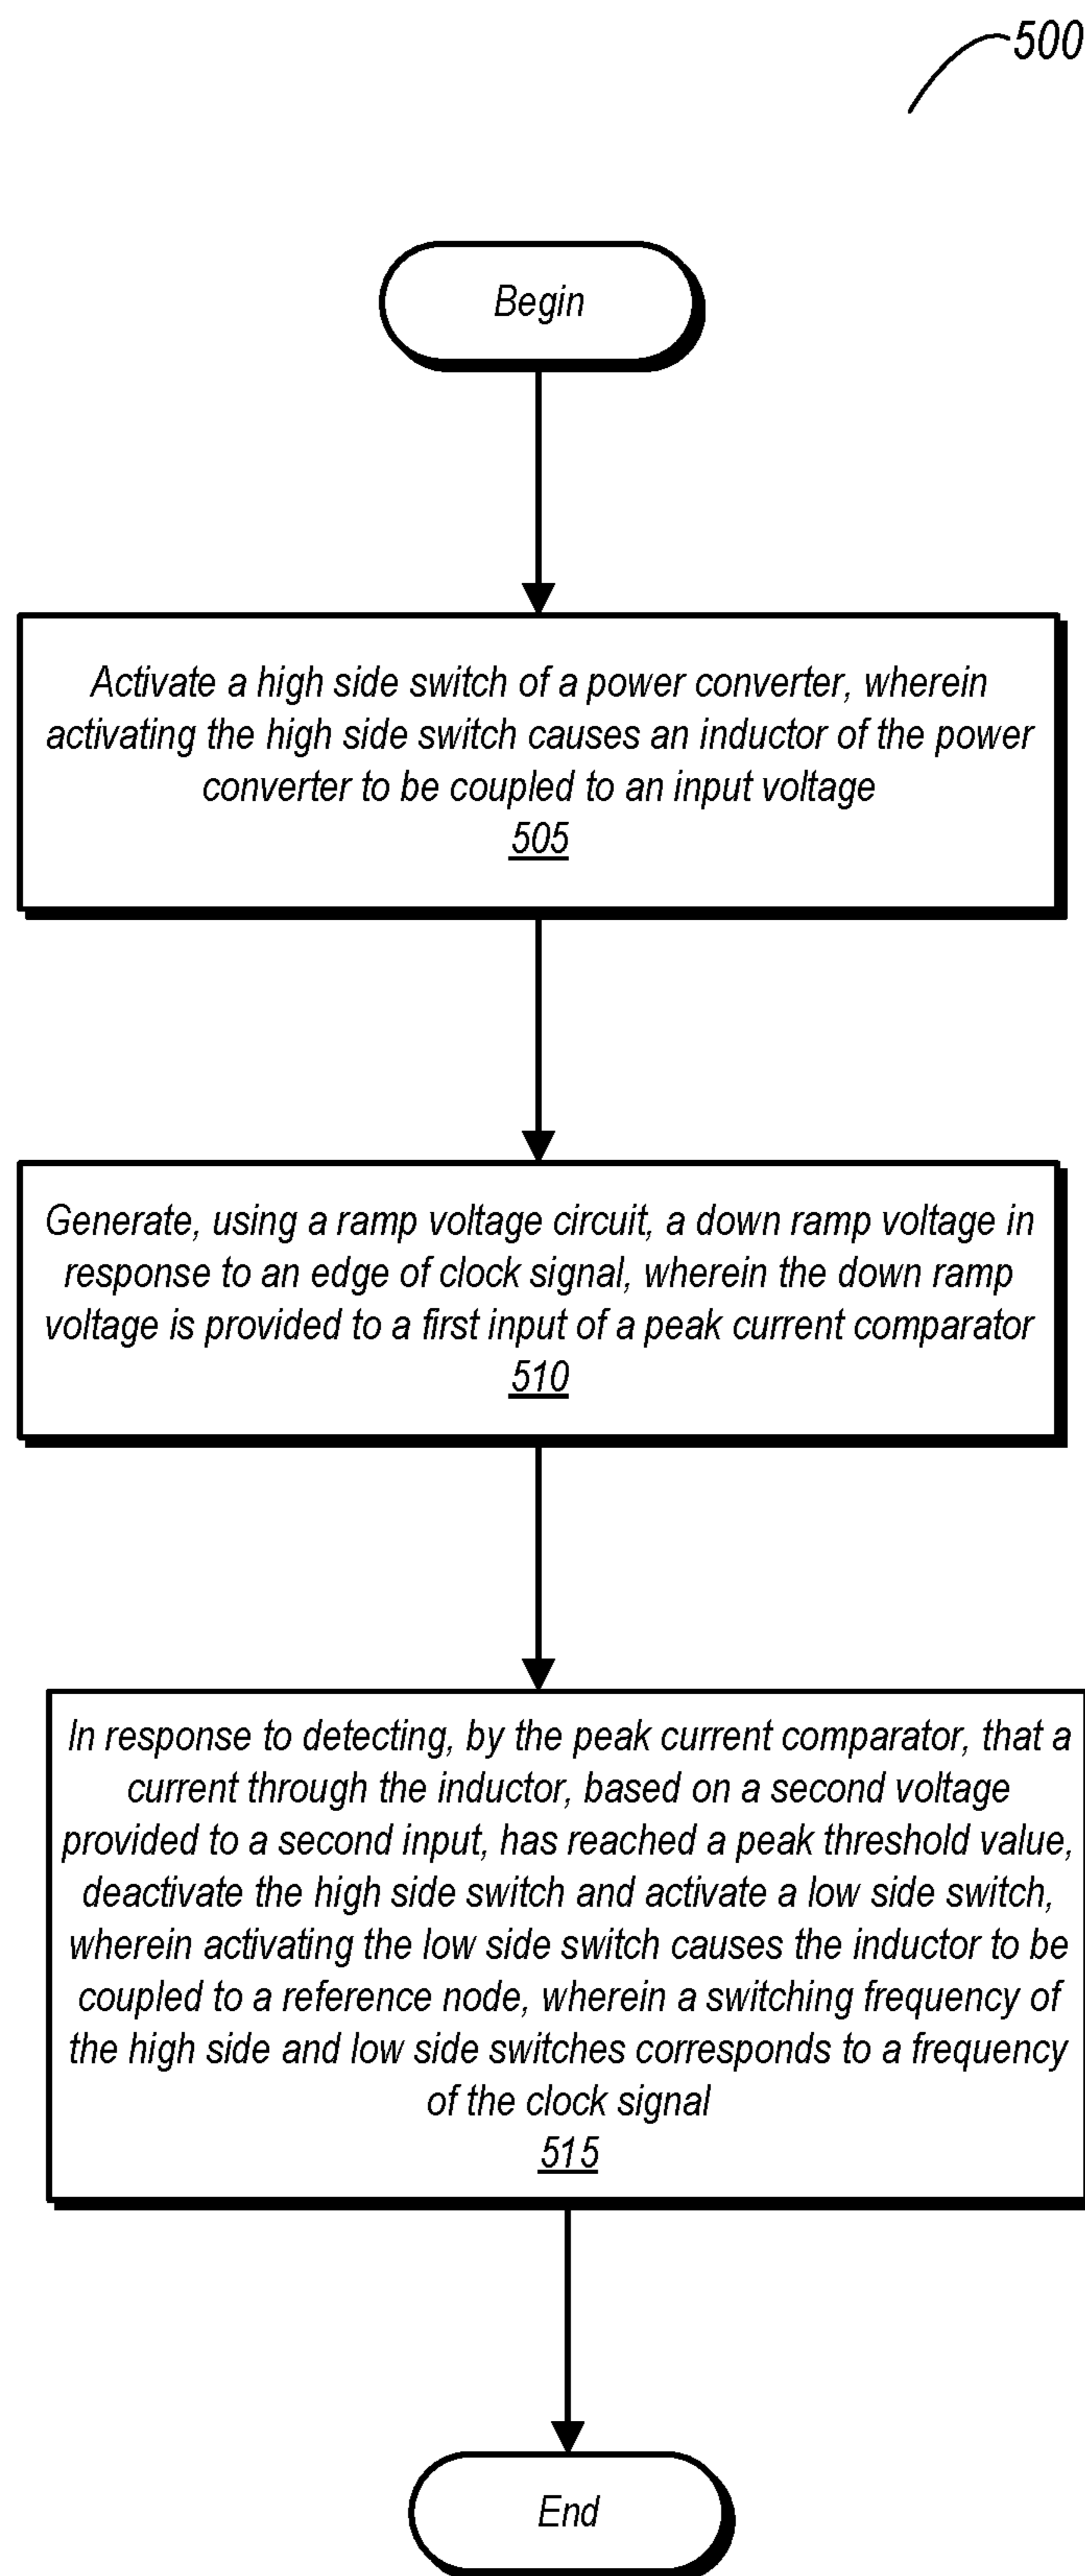 500
Begin
Activate a high side switch of a power converter, wherein
activating the high side switch causes an inductor of the power
converter to be coupled to an input voltage
505
Generate, using a ramp voltage circuit, a down ramp voltage in
response to an edge of clock signal, wherein the down ramp
voltage is provided to a first input of a peak current comparator
510
In response to detecting, by the peak current comparator, that a
current through the inductor, based on a second voltage
provided to a second input, has reached a peak threshold value,
deactivate the high side switch and activate a low side switch,
wherein activating the low side switch causes the inductor to be
coupled to a reference node, wherein a switching frequency of
the high side and low side switches corresponds to a frequency
of the clock signal
515
End